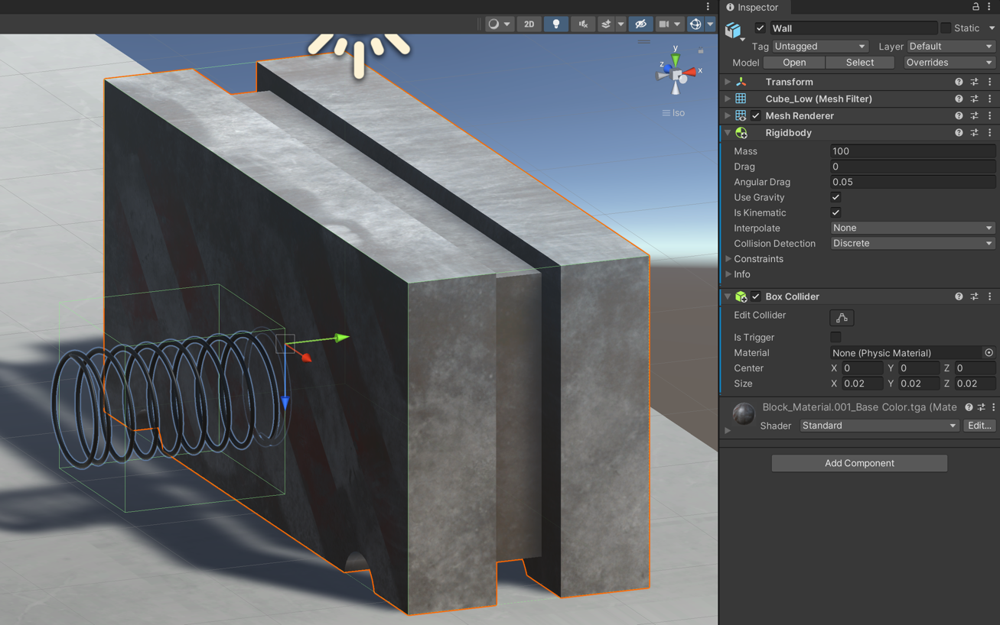 Inspector
2D
Wall
Static
Tag Untagged Layer Default
Model Open Select Overrides
Transform
Cube_Low (Mesh Filter)
Mesh Renderer
Rigidbody
Mass 100
Drag 0
Angular Drag 0.05
Use Gravity
Is Kinematic
Interpolate None
Collision Detection Discrete
Constraints
Info
Box Collider
Edit Collider
Is Trigger
Material None (Physic Material)
Center X 0 Y 0 Z 0
Size X 0.02 Y 0.02 Z 0.02
Block_Material.001_Base Color.tga (Mate
Shader Standard Edit...
Add Component
y
z
x
Iso